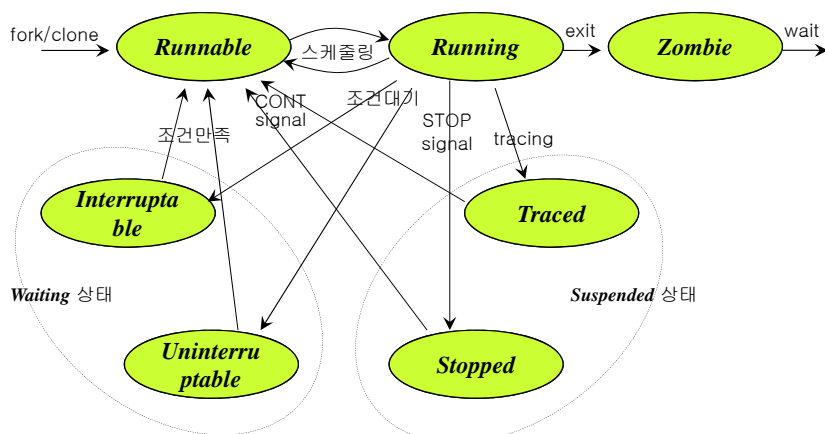 fork/clone
Runnable
스케줄링
Running
exit
Zombie
wait
CONT
signal
조건대기
STOP
signal
tracing
조건만족
Interrupta
ble
Traced
Waiting 상태
Suspended 상태
Uninterru
ptable
Stopped